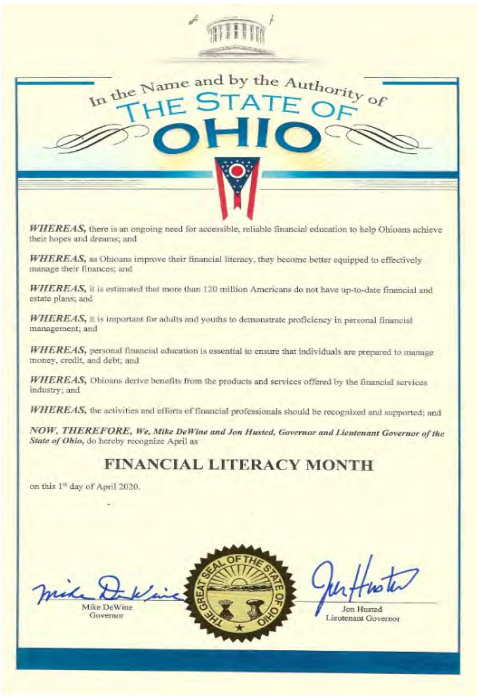 In the Name and by the Authority of
THE STATE OF
OHIO
WHEREAS, there is an ongoing need for accessible, reliable financial education to help Ohioans achieve
their hopes and dreams; and
WHEREAS, as Ohioans improve their financial literacy, they become better equipped to effectively
manage their finances; and
WHEREAS, it is estimated that more than 120 million Americans do not have up-to-date financial and
estate plans; and
WHEREAS, it is important for adults and youths to demonstrate proficiency in personal financial
management; and
WHEREAS, personal financial education is essential to ensure that individuals are prepared to manage
money, credit, and debt; and
WHEREAS, Ohioans derive benefits from the products and services offered by the financial services
industry; and
WHEREAS, the activities and efforts of financial professionals should be recognized and supported; and
NOW, THEREFORE, We, Mike DeWine and Jon Husted, Governor and Lieutenant Governor of the
State of Ohio, do hereby recognize April as
FINANCIAL LITERACY MONTH
on this 1st day of April 2020.
Mike DeWine
Mike DeWine
Governor
THE GREAT SEAL OF THE STATE OF OHIO
Jon Husted
Jon Husted
Lieutenant Governor